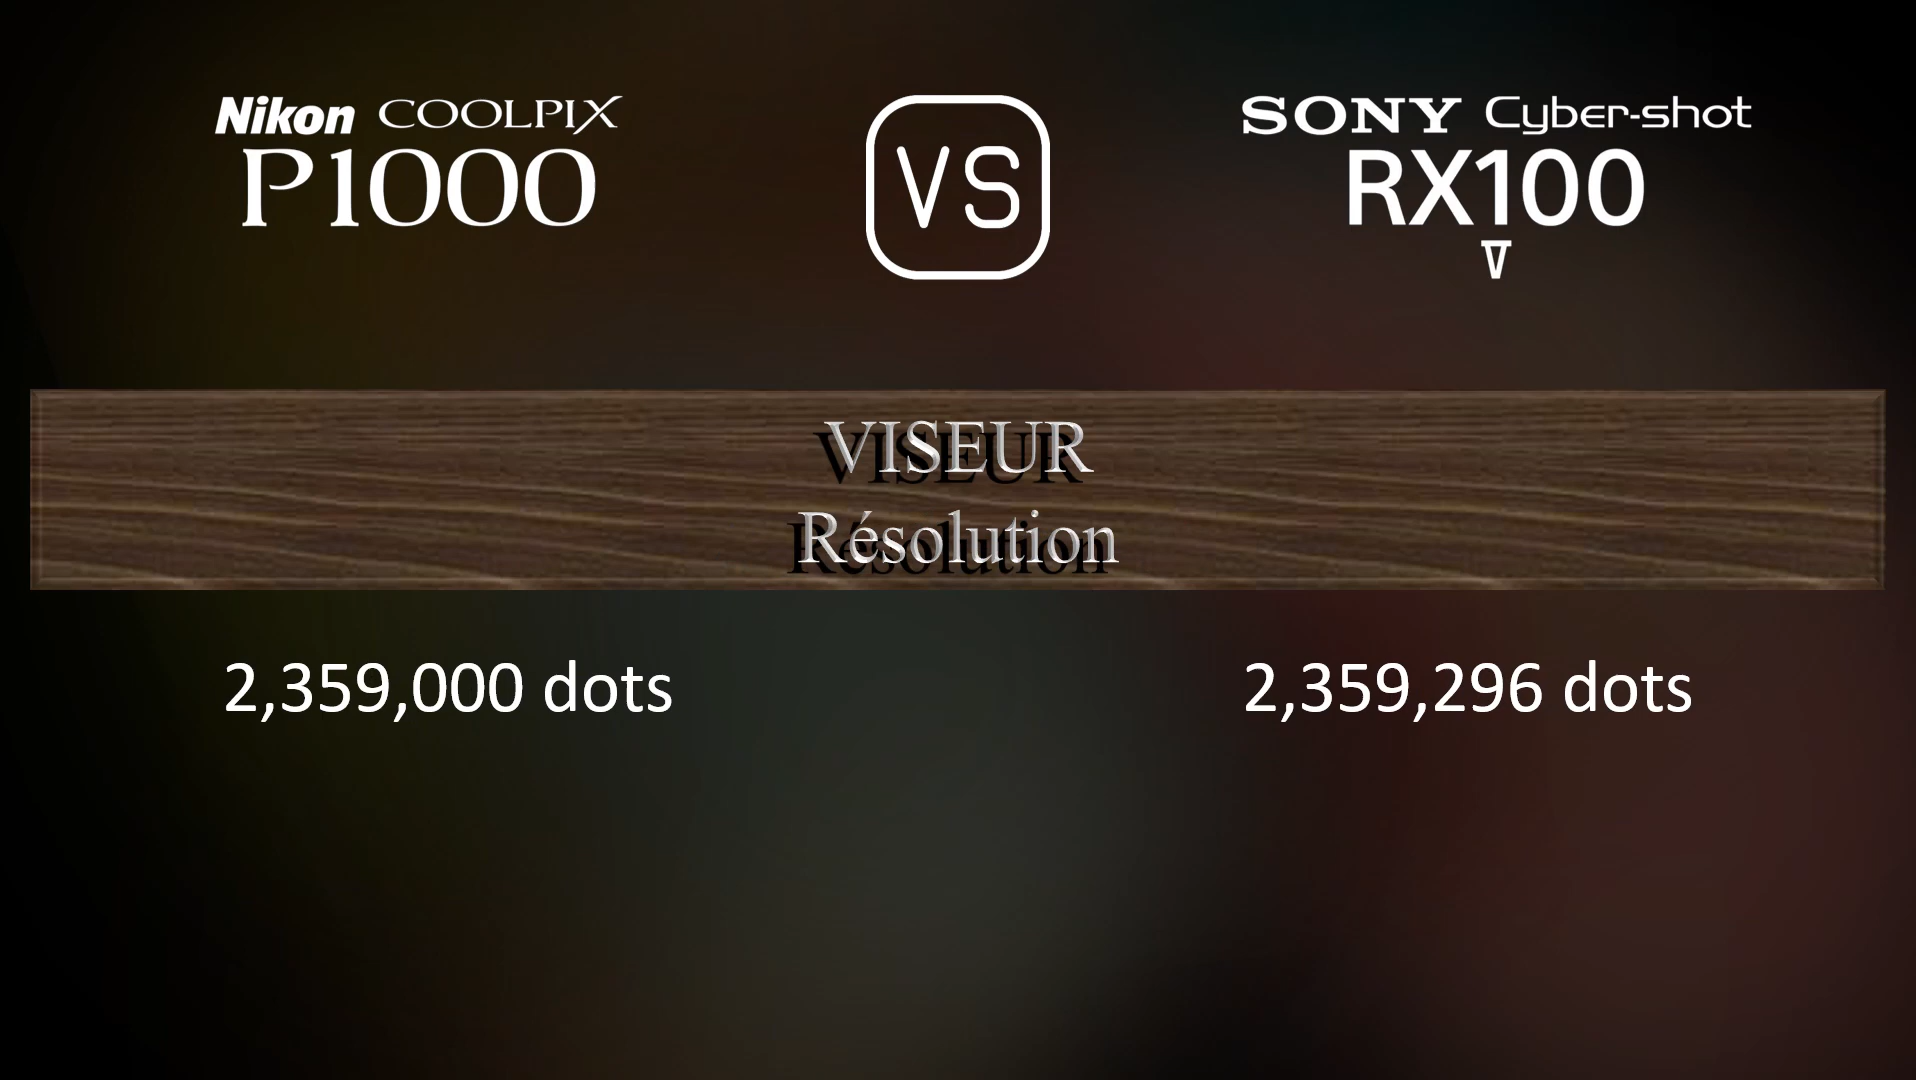 Nikon COOLPIX
P1000
VS
SONY Cyber-shot
RX100
V
VISEUR
Résolution
2,359,000 dots
2,359,296 dots